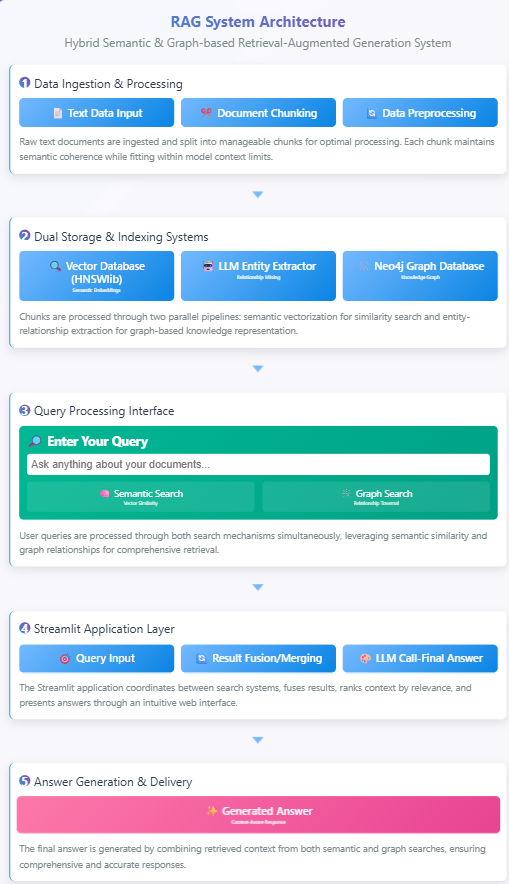 RAG System Architecture
Hybrid Semantic & Graph-based Retrieval-Augmented Generation System
1 Data Ingestion & Processing
Text Data Input
Document Chunking
Data Preprocessing
Raw text documents are ingested and split into manageable chunks for optimal processing. Each chunk maintains
semantic coherence while fitting within model context limits.
2 Dual Storage & Indexing Systems
Vector Database
(HNSWlib)
Semantic Embeddings
LLM Entity Extractor
Relationship Mining
Neo4j Graph Database
Knowledge Graph
Chunks are processed through two parallel pipelines: semantic vectorization for similarity search and entity-
relationship extraction for graph-based knowledge representation.
3 Query Processing Interface
Enter Your Query
Ask anything about your documents...
Semantic Search
Vector Similarity
Graph Search
Relationship Traversal
User queries are processed through both search mechanisms simultaneously, leveraging semantic similarity and
graph relationships for comprehensive retrieval.
4 Streamlit Application Layer
Query Input
Result Fusion/Merging
LLM Call-Final Answer
The Streamlit application coordinates between search systems, fuses results, ranks context by relevance, and
presents answers through an intuitive web interface.
5 Answer Generation & Delivery
Generated Answer
Context-Aware Response
The final answer is generated by combining retrieved context from both semantic and graph searches, ensuring
comprehensive and accurate responses.